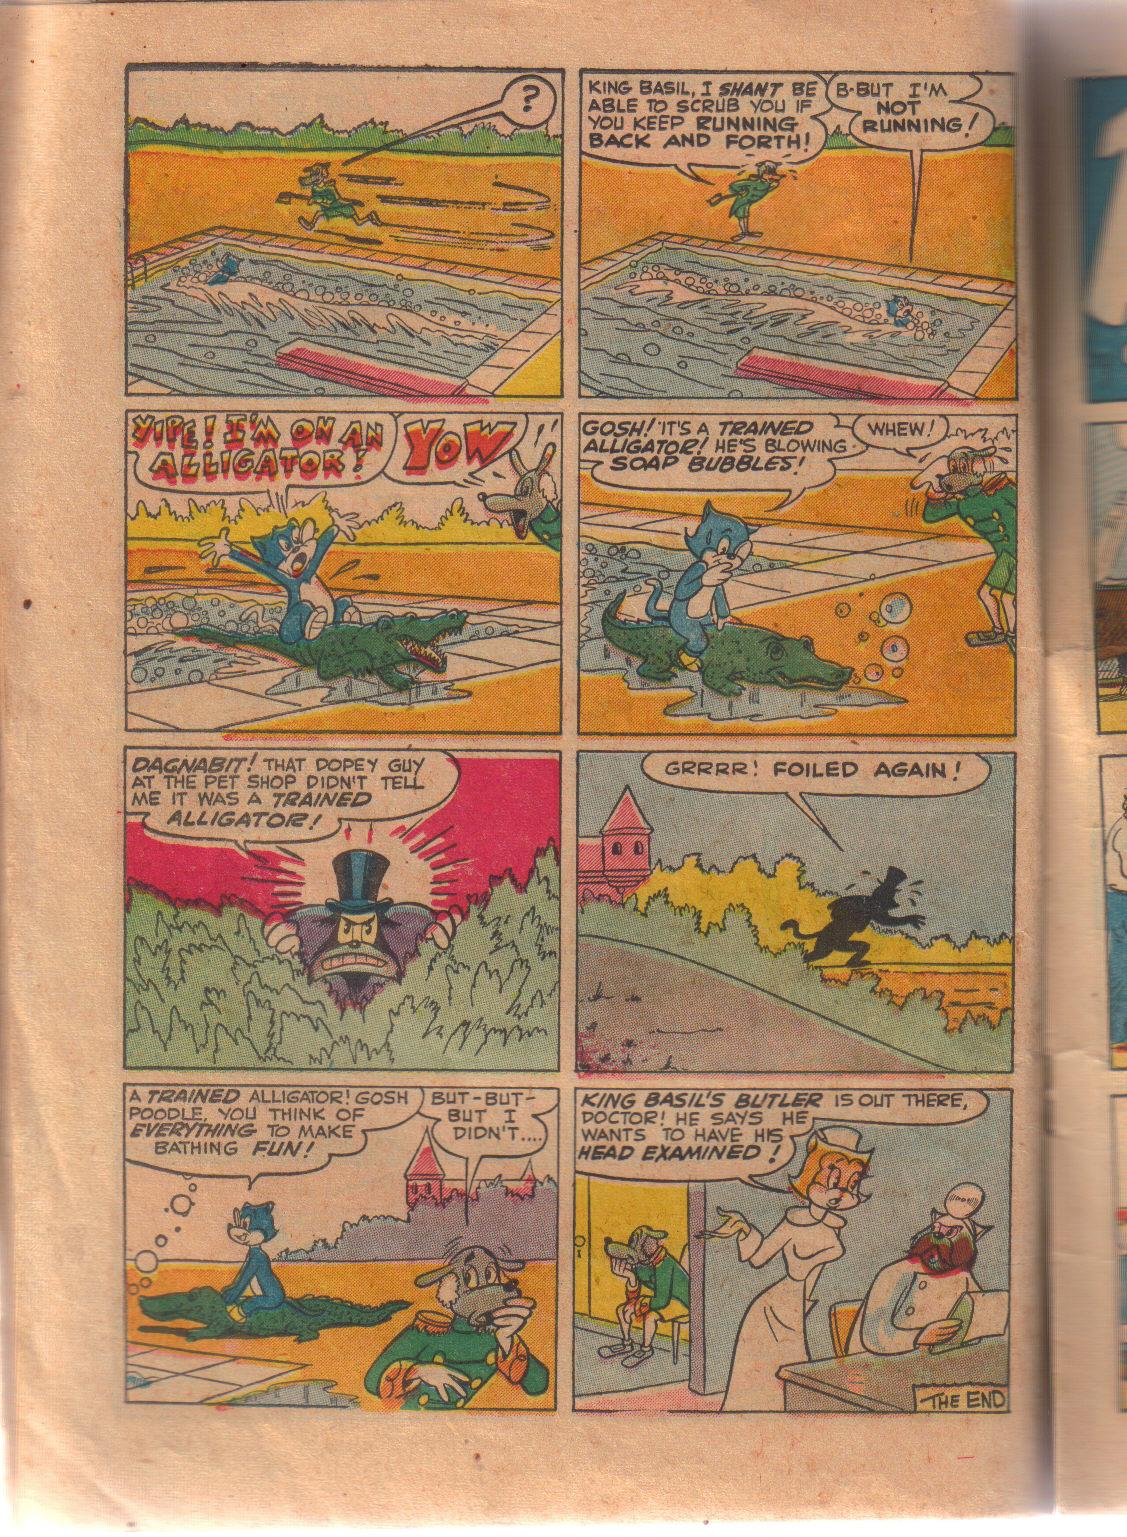 ?
KING BASIL, I SHANT BE
ABLE TO SCRUB YOU IF
YOU KEEP RUNNING
BACK AND FORTH!
B-BUT I'M
NOT
RUNNING!
YIPE! I'M ON AN
ALLIGATOR!
YOW
!!
GOSH! IT'S A TRAINED
ALLIGATOR! HE'S BLOWING
SOAP BUBBLES!
WHEW!
DAGNABIT! THAT DOPEY GUY
AT THE PET SHOP DIDN'T TELL
ME IT WAS A TRAINED
ALLIGATOR!
GRRRR! FOILED AGAIN!
A TRAINED ALLIGATOR! GOSH
POODLE, YOU THINK OF
EVERYTHING TO MAKE
BATHING FUN!
BUT-BUT-
BUT I
DIDN'T....
KING BASIL'S BUTLER IS OUT THERE,
DOCTOR! HE SAYS HE
WANTS TO HAVE HIS
HEAD EXAMINED!
THE END